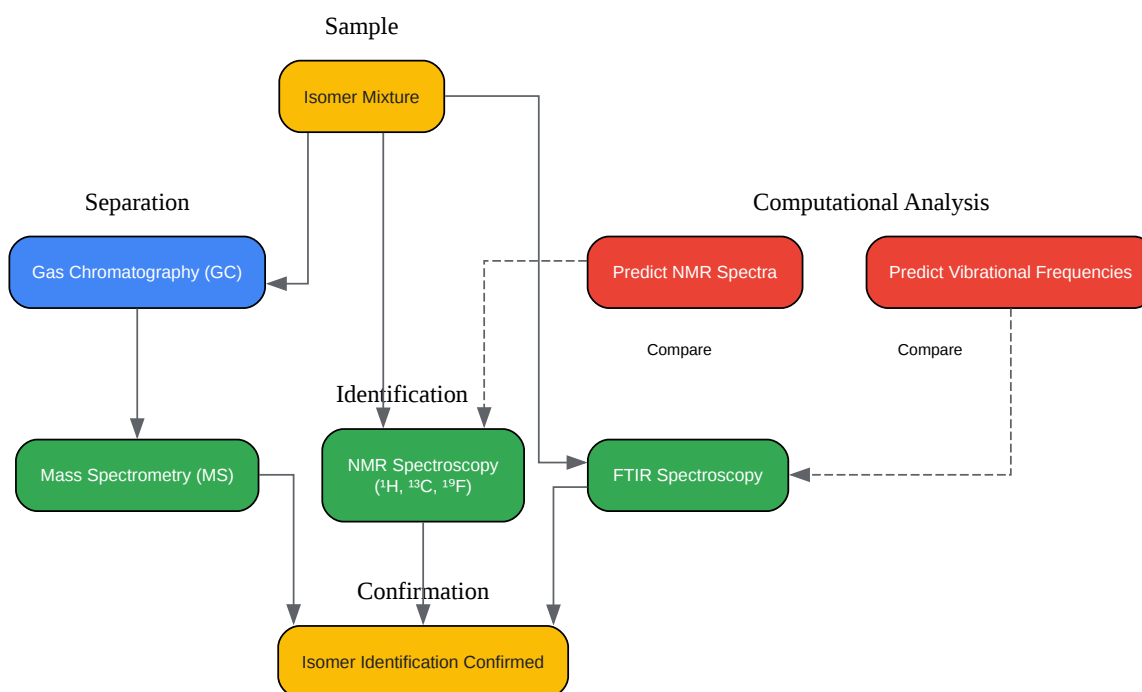 Sample
Isomer Mixture
Separation
Computational Analysis
Gas Chromatography (GC)
Predict NMR Spectra
Predict Vibrational Frequencies
Compare
Compare
Identification
Mass Spectrometry (MS)
NMR Spectroscopy
(¹H, ¹³C, ¹⁹F)
FTIR Spectroscopy
Confirmation
Isomer Identification Confirmed